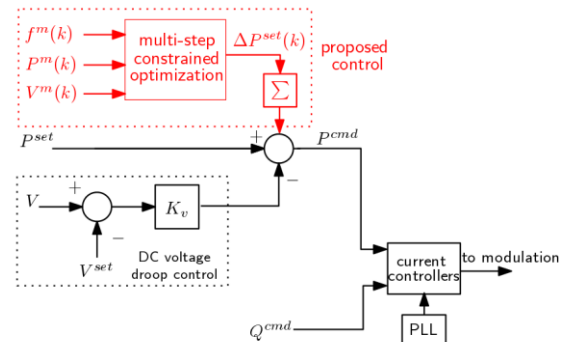 f^m(k)
P^m(k)
V^m(k)
multi-step
constrained
optimization
ΔP^{set}(k)
∑
proposed
control
P^{set}
+
−
P^{cmd}
V
+
−
V^{set}
K_v
DC voltage
droop control
current
controllers
to modulation
Q^{cmd}
PLL